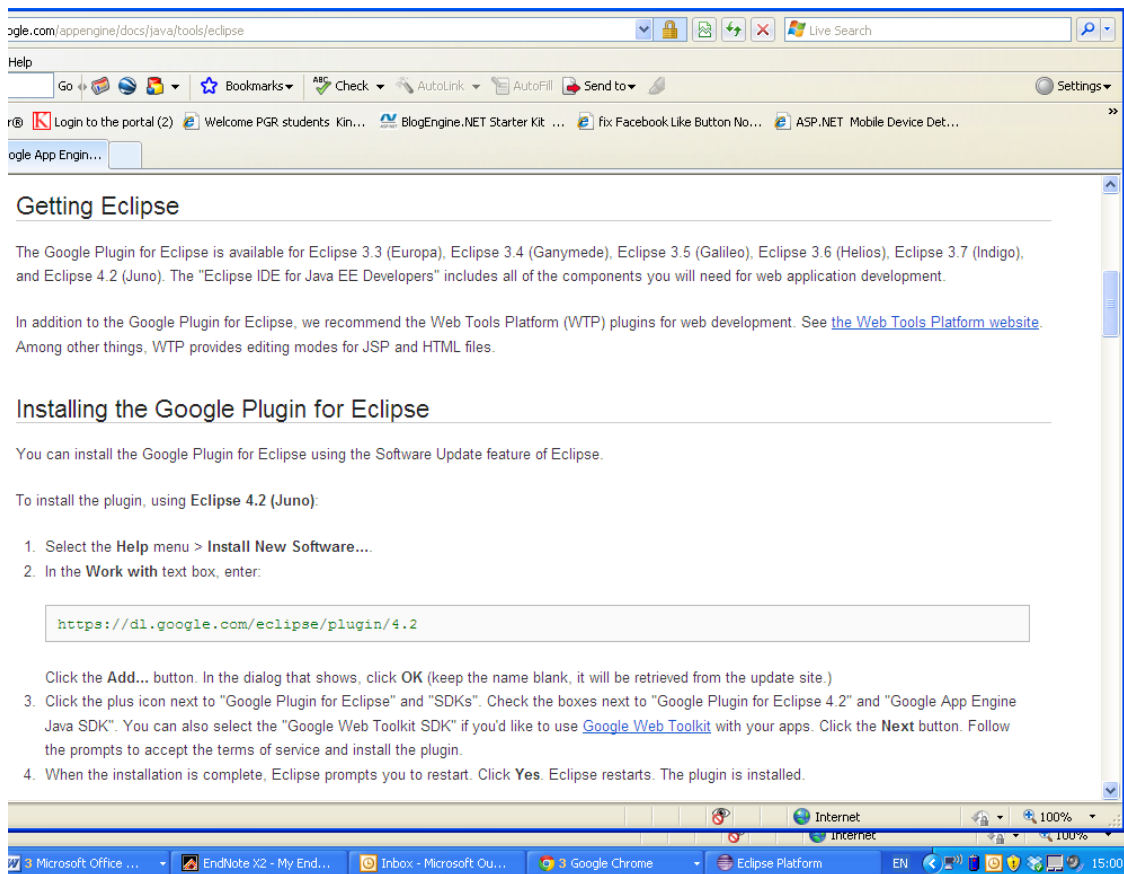 ogle.com/appengine/docs/java/tools/eclipse
Live Search
Help
Go
Bookmarks
ABC Check
AutoLink
AutoFill
Send to
Settings
r®
Login to the portal (2)
Welcome PGR students Kin...
BlogEngine.NET Starter Kit ...
fix Facebook Like Button No...
ASP.NET Mobile Device Det...
ogle App Engin...
Getting Eclipse
The Google Plugin for Eclipse is available for Eclipse 3.3 (Europa), Eclipse 3.4 (Ganymede), Eclipse 3.5 (Galileo), Eclipse 3.6 (Helios), Eclipse 3.7 (Indigo),
and Eclipse 4.2 (Juno). The "Eclipse IDE for Java EE Developers" includes all of the components you will need for web application development.
In addition to the Google Plugin for Eclipse, we recommend the Web Tools Platform (WTP) plugins for web development. See the Web Tools Platform website.
Among other things, WTP provides editing modes for JSP and HTML files.
Installing the Google Plugin for Eclipse
You can install the Google Plugin for Eclipse using the Software Update feature of Eclipse.
To install the plugin, using Eclipse 4.2 (Juno):
1. Select the Help menu > Install New Software....
2. In the Work with text box, enter:
https://dl.google.com/eclipse/plugin/4.2
Click the Add... button. In the dialog that shows, click OK (keep the name blank, it will be retrieved from the update site.)
3. Click the plus icon next to "Google Plugin for Eclipse" and "SDKs". Check the boxes next to "Google Plugin for Eclipse 4.2" and "Google App Engine
Java SDK". You can also select the "Google Web Toolkit SDK" if you'd like to use Google Web Toolkit with your apps. Click the Next button. Follow
the prompts to accept the terms of service and install the plugin.
4. When the installation is complete, Eclipse prompts you to restart. Click Yes. Eclipse restarts. The plugin is installed.
Internet
100%
Internet
100%
3 Microsoft Office ...
EndNote X2 - My End...
Inbox - Microsoft Ou...
3 Google Chrome
Eclipse Platform
EN
15:00